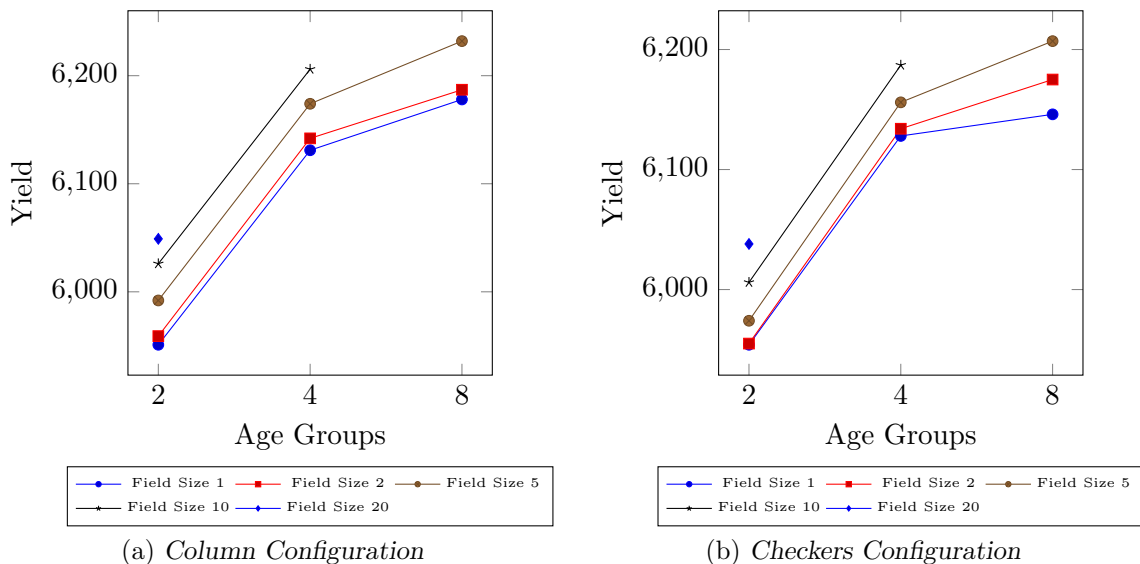 6,200
6,100
6,000
Yield
2 4 8
Age Groups
Field Size 1 Field Size 2 Field Size 5
Field Size 10 Field Size 20
(a) Column Configuration
6,200
6,100
6,000
Yield
2 4 8
Age Groups
Field Size 1 Field Size 2 Field Size 5
Field Size 10 Field Size 20
(b) Checkers Configuration